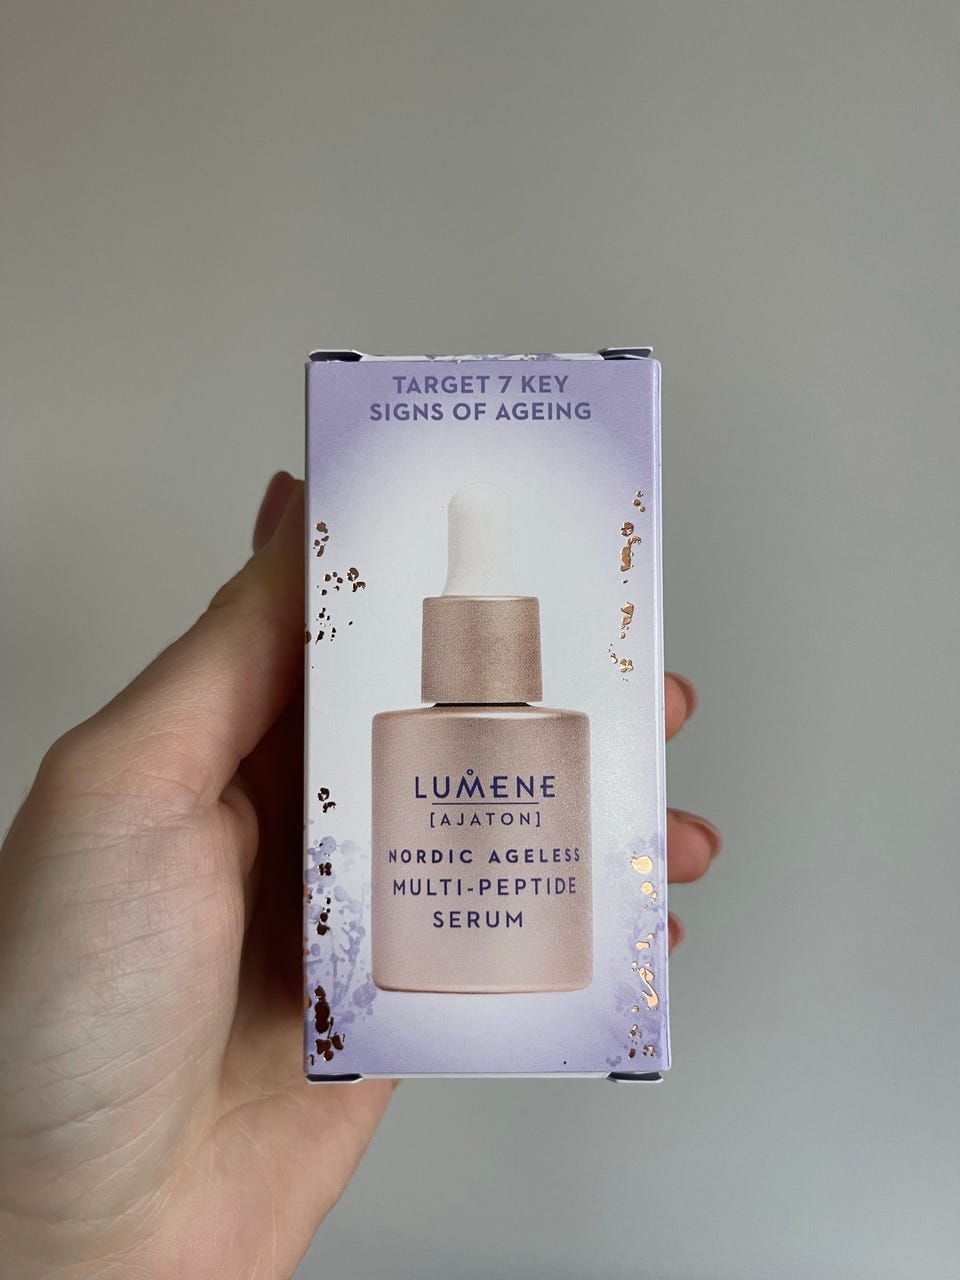 TARGET 7 KEY
SIGNS OF AGEING
LUMENE
[AJATON]
NORDIC AGELESS
MULTI-PEPTIDE
SERUM